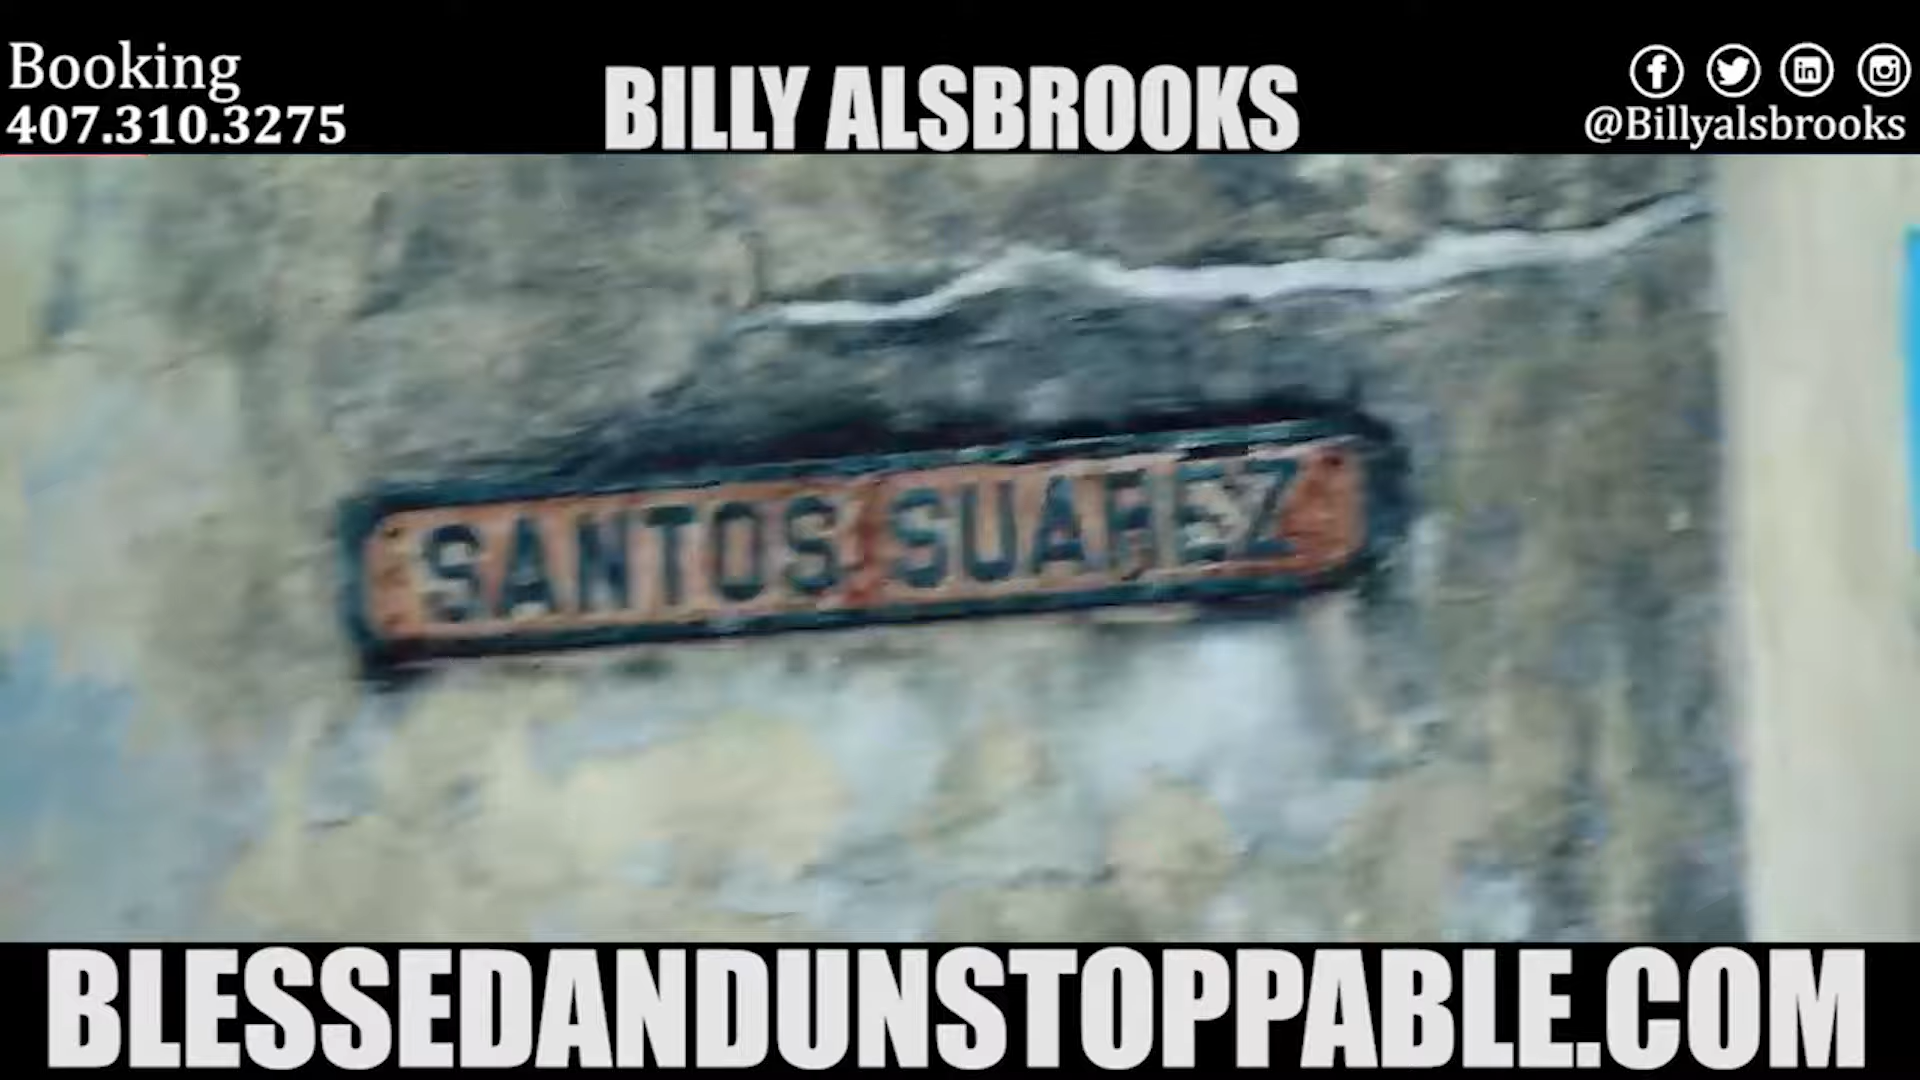 Booking
407.310.3275
BILLY ALSBROOKS
@Billyalsbrooks
SANTOS SUAREZ
BLESSEDANDUNSTOPPABLE.COM